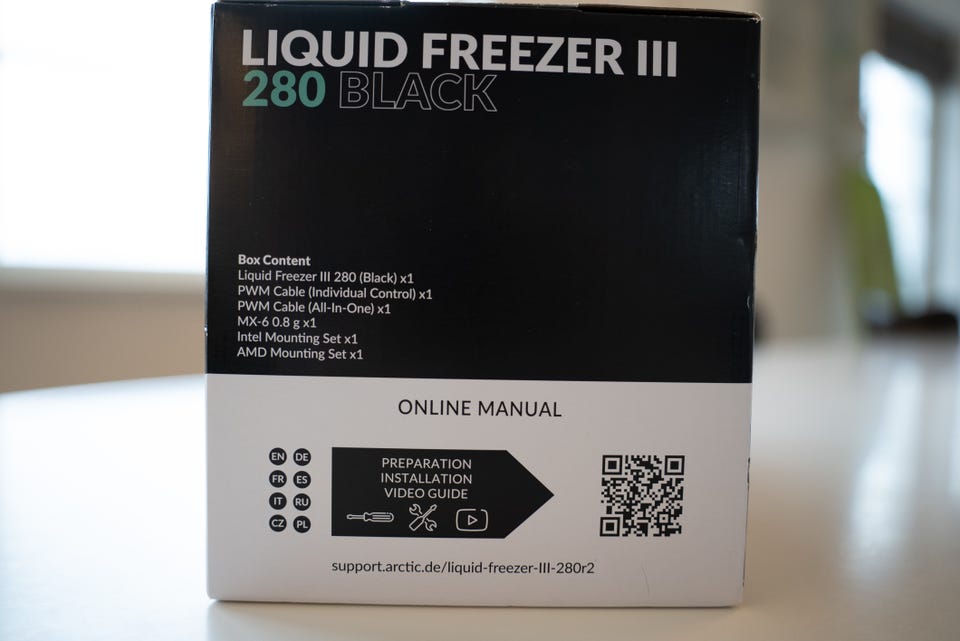 LIQUID FREEZER III
280 BLACK
Box Content
Liquid Freezer III 280 (Black) x1
PWM Cable (Individual Control) x1
PWM Cable (All-In-One) x1
MX-6 0.8 g x1
Intel Mounting Set x1
AMD Mounting Set x1
ONLINE MANUAL
EN DE
FR ES
IT RU
CZ PL
PREPARATION
INSTALLATION
VIDEO GUIDE
support.arctic.de/liquid-freezer-III-280r2